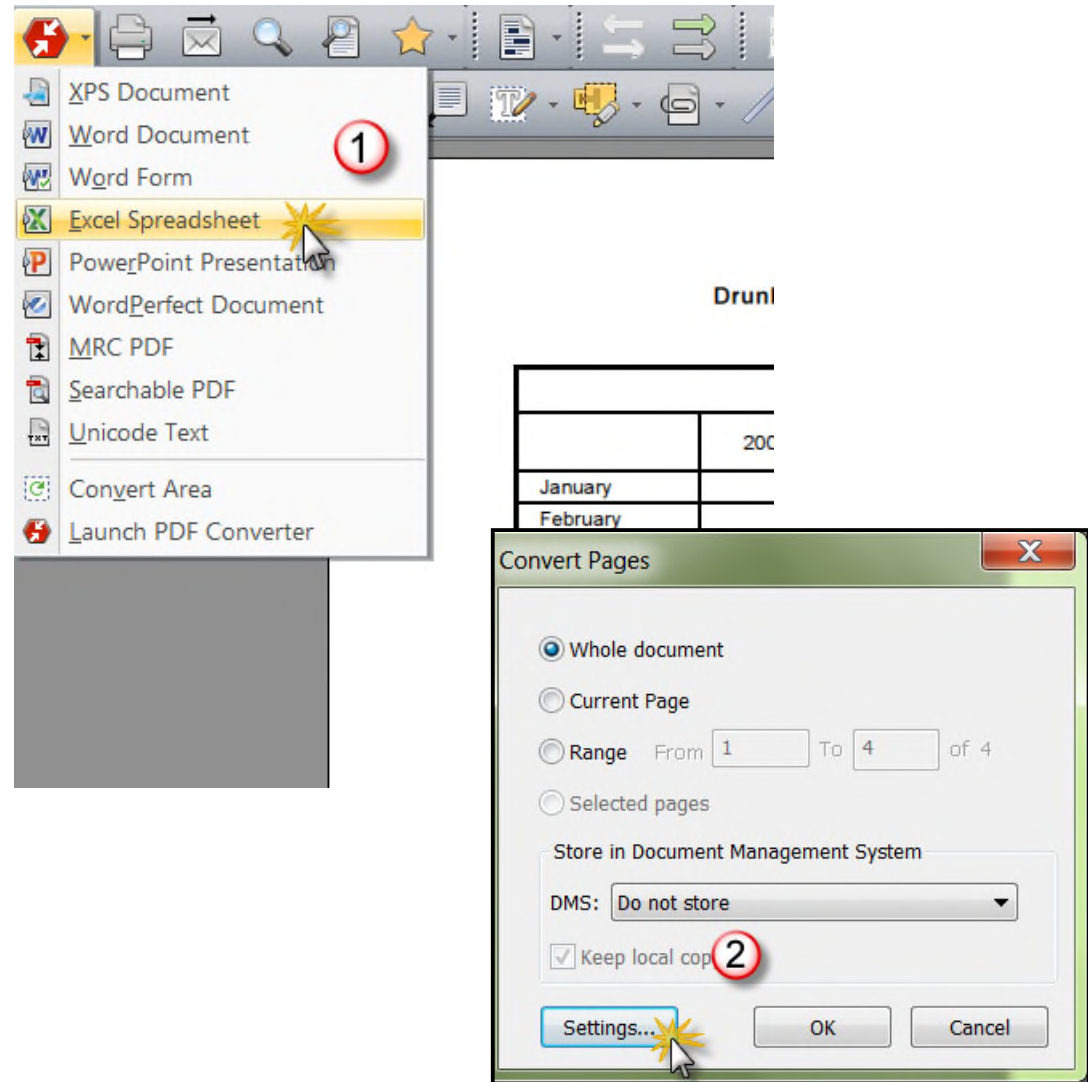 XPS Document
Word Document
1
Word Form
Excel Spreadsheet
PowerPoint Presentation
WordPerfect Document
MRC PDF
Searchable PDF
TXT Unicode Text
Convert Area
Launch PDF Converter
200
January
February
Convert Pages
Whole document
Current Page
Range From 1 To 4 of 4
Selected pages
Store in Document Management System
DMS: Do not store
Keep local 2
Settings... OK Cancel